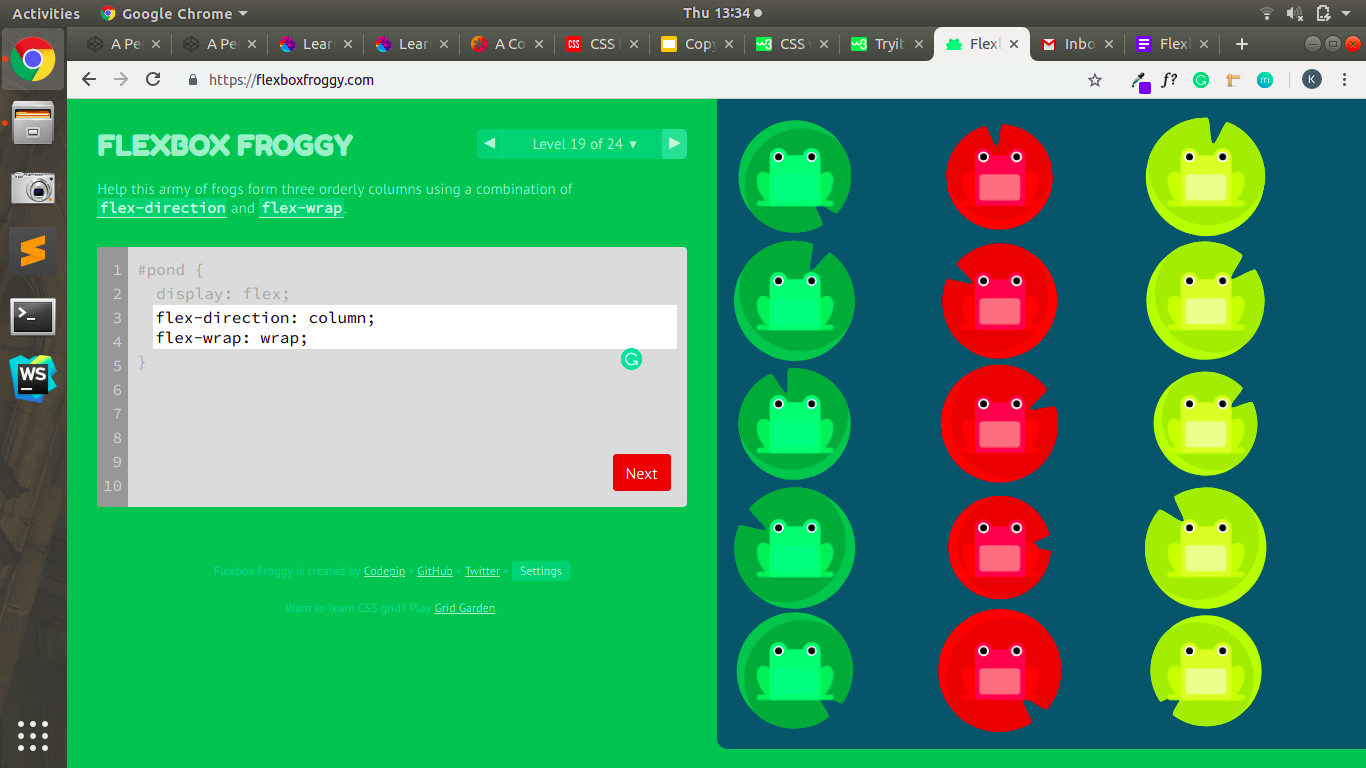 Activities Google Chrome ▾ Thu 13:34 ●
A Pe A Pe Learn Learn A Co CSS Copy CSS Tryit Flex Inbo Flex
https://flexboxfroggy.com f? K
FLEXBOX FROGGY
◀ Level 19 of 24 ▾ ▶
Help this army of frogs form three orderly columns using a combination of
flex-direction and flex-wrap.
1 #pond {
2 display: flex;
3 flex-direction: column;
4 flex-wrap: wrap;
5 }
6
7
8
9
10
Next
Flexbox Froggy is created by Codepip • GitHub • Twitter • Settings
Want to learn CSS grid? Play Grid Garden.
WS